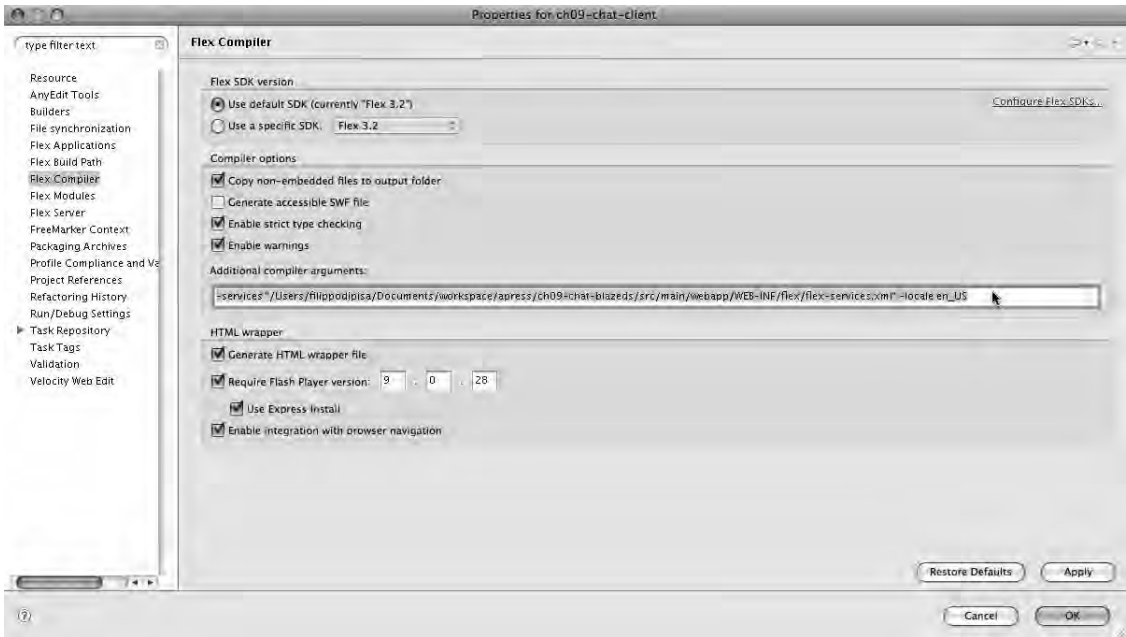 Properties for ch09-chat-client
type filter text
Flex Compiler
Resource
AnyEdit Tools
Builders
File synchronization
Flex Applications
Flex Build Path
Flex Compiler
Flex Modules
Flex Server
FreeMarker Context
Packaging Archives
Profile Compliance and Va
Project References
Refactoring History
Run/Debug Settings
Task Repository
Task Tags
Validation
Velocity Web Edit
Flex SDK version
Use default SDK (currently "Flex 3.2")
Configure Flex SDKs...
Use a specific SDK: Flex 3.2
Compiler options
Copy non-embedded files to output folder
Generate accessible SWF file
Enable strict type checking
Enable warnings
Additional compiler arguments:
-services "/Users/filippodipisa/Documents/workspace/apress/ch09-chat-blazeds/src/main/webapp/WEB-INF/flex/flex-services.xml" -locale en_US
HTML wrapper
Generate HTML wrapper file
Require Flash Player version: 9 . 0 . 28
Use Express Install
Enable integration with browser navigation
Restore Defaults
Apply
?
Cancel
OK